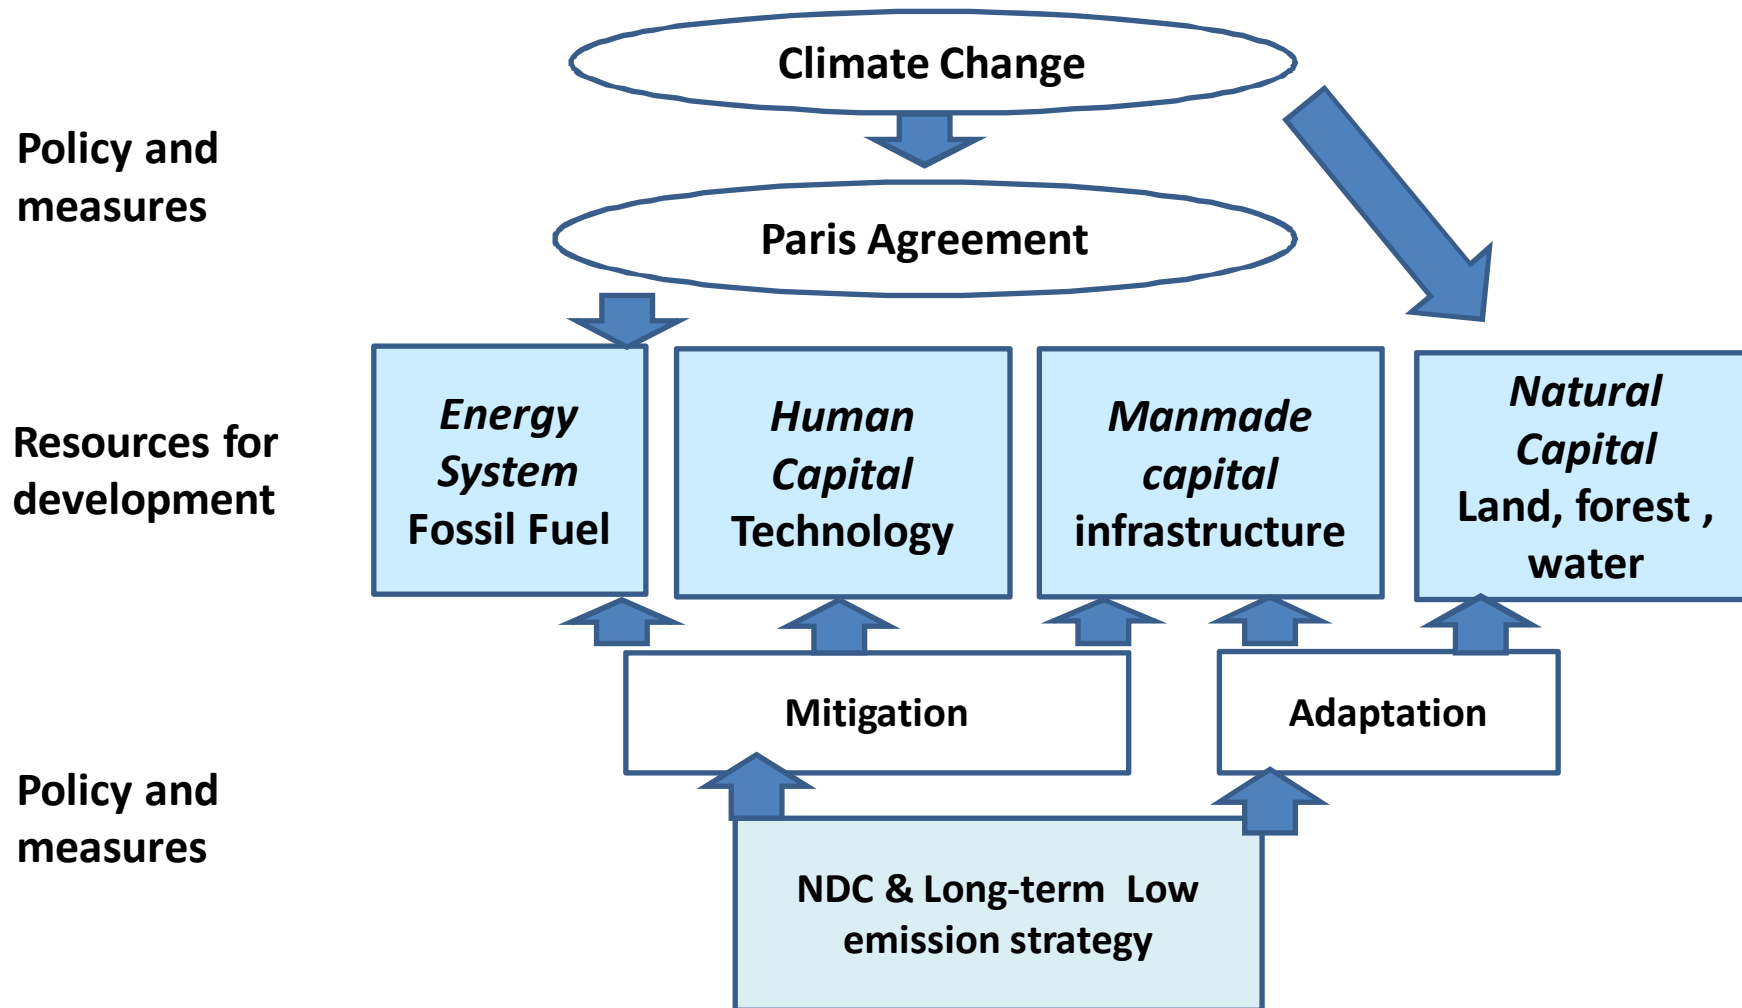 Climate Change
Policy and
measures
Paris Agreement
Resources for
development
Energy
System
Fossil Fuel
Human
Capital
Technology
Manmade
capital
infrastructure
Natural
Capital
Land, forest ,
water
Mitigation
Adaptation
Policy and
measures
NDC & Long-term  Low
emission strategy